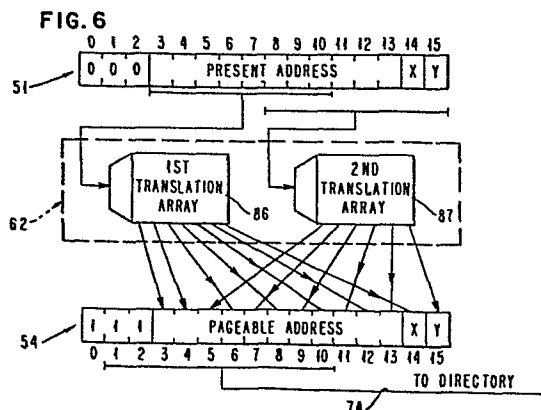 FIG. 6
0 1 2 3 4 5 6 7 8 9 10 11 12 13 14 15
0 0 0 PRESENT ADDRESS X Y
51
1ST TRANSLATION ARRAY
86
2ND TRANSLATION ARRAY
87
62
54
1 1 1 PAGEABLE ADDRESS X Y
0 1 2 3 4 5 6 7 8 9 10 11 12 13 14 15
TO DIRECTORY
74